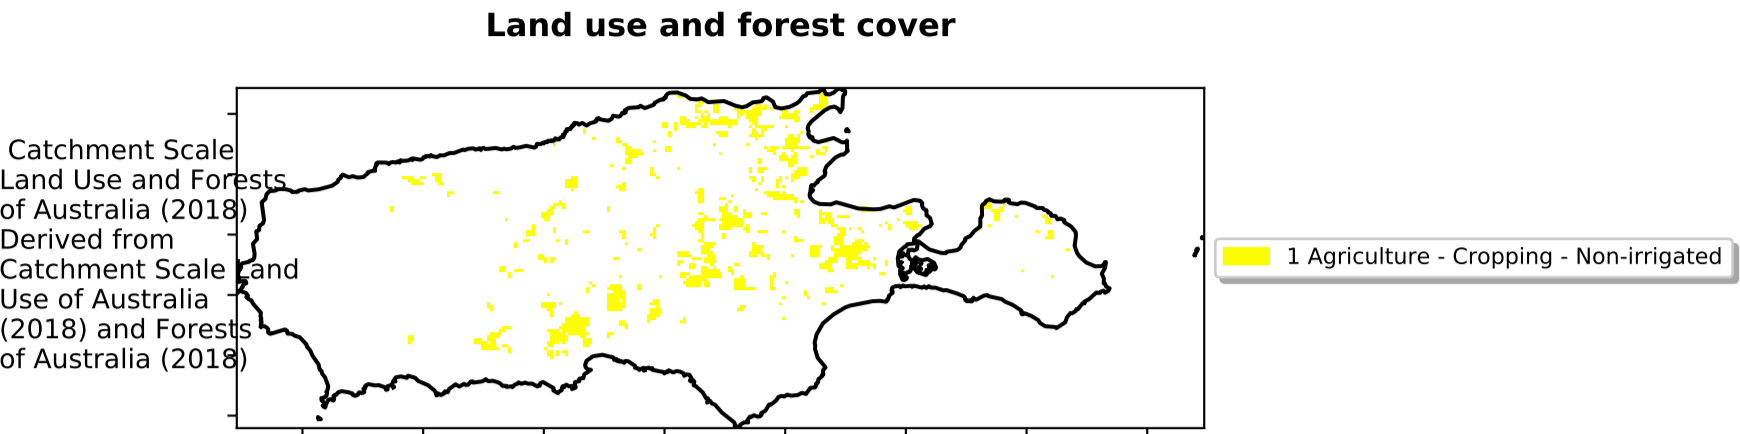 Land use and forest cover
Catchment Scale
Land Use and Forests
of Australia (2018)
Derived from
Catchment Scale Land
Use of Australia
(2018) and Forests
of Australia (2018)
1 Agriculture - Cropping - Non-irrigated